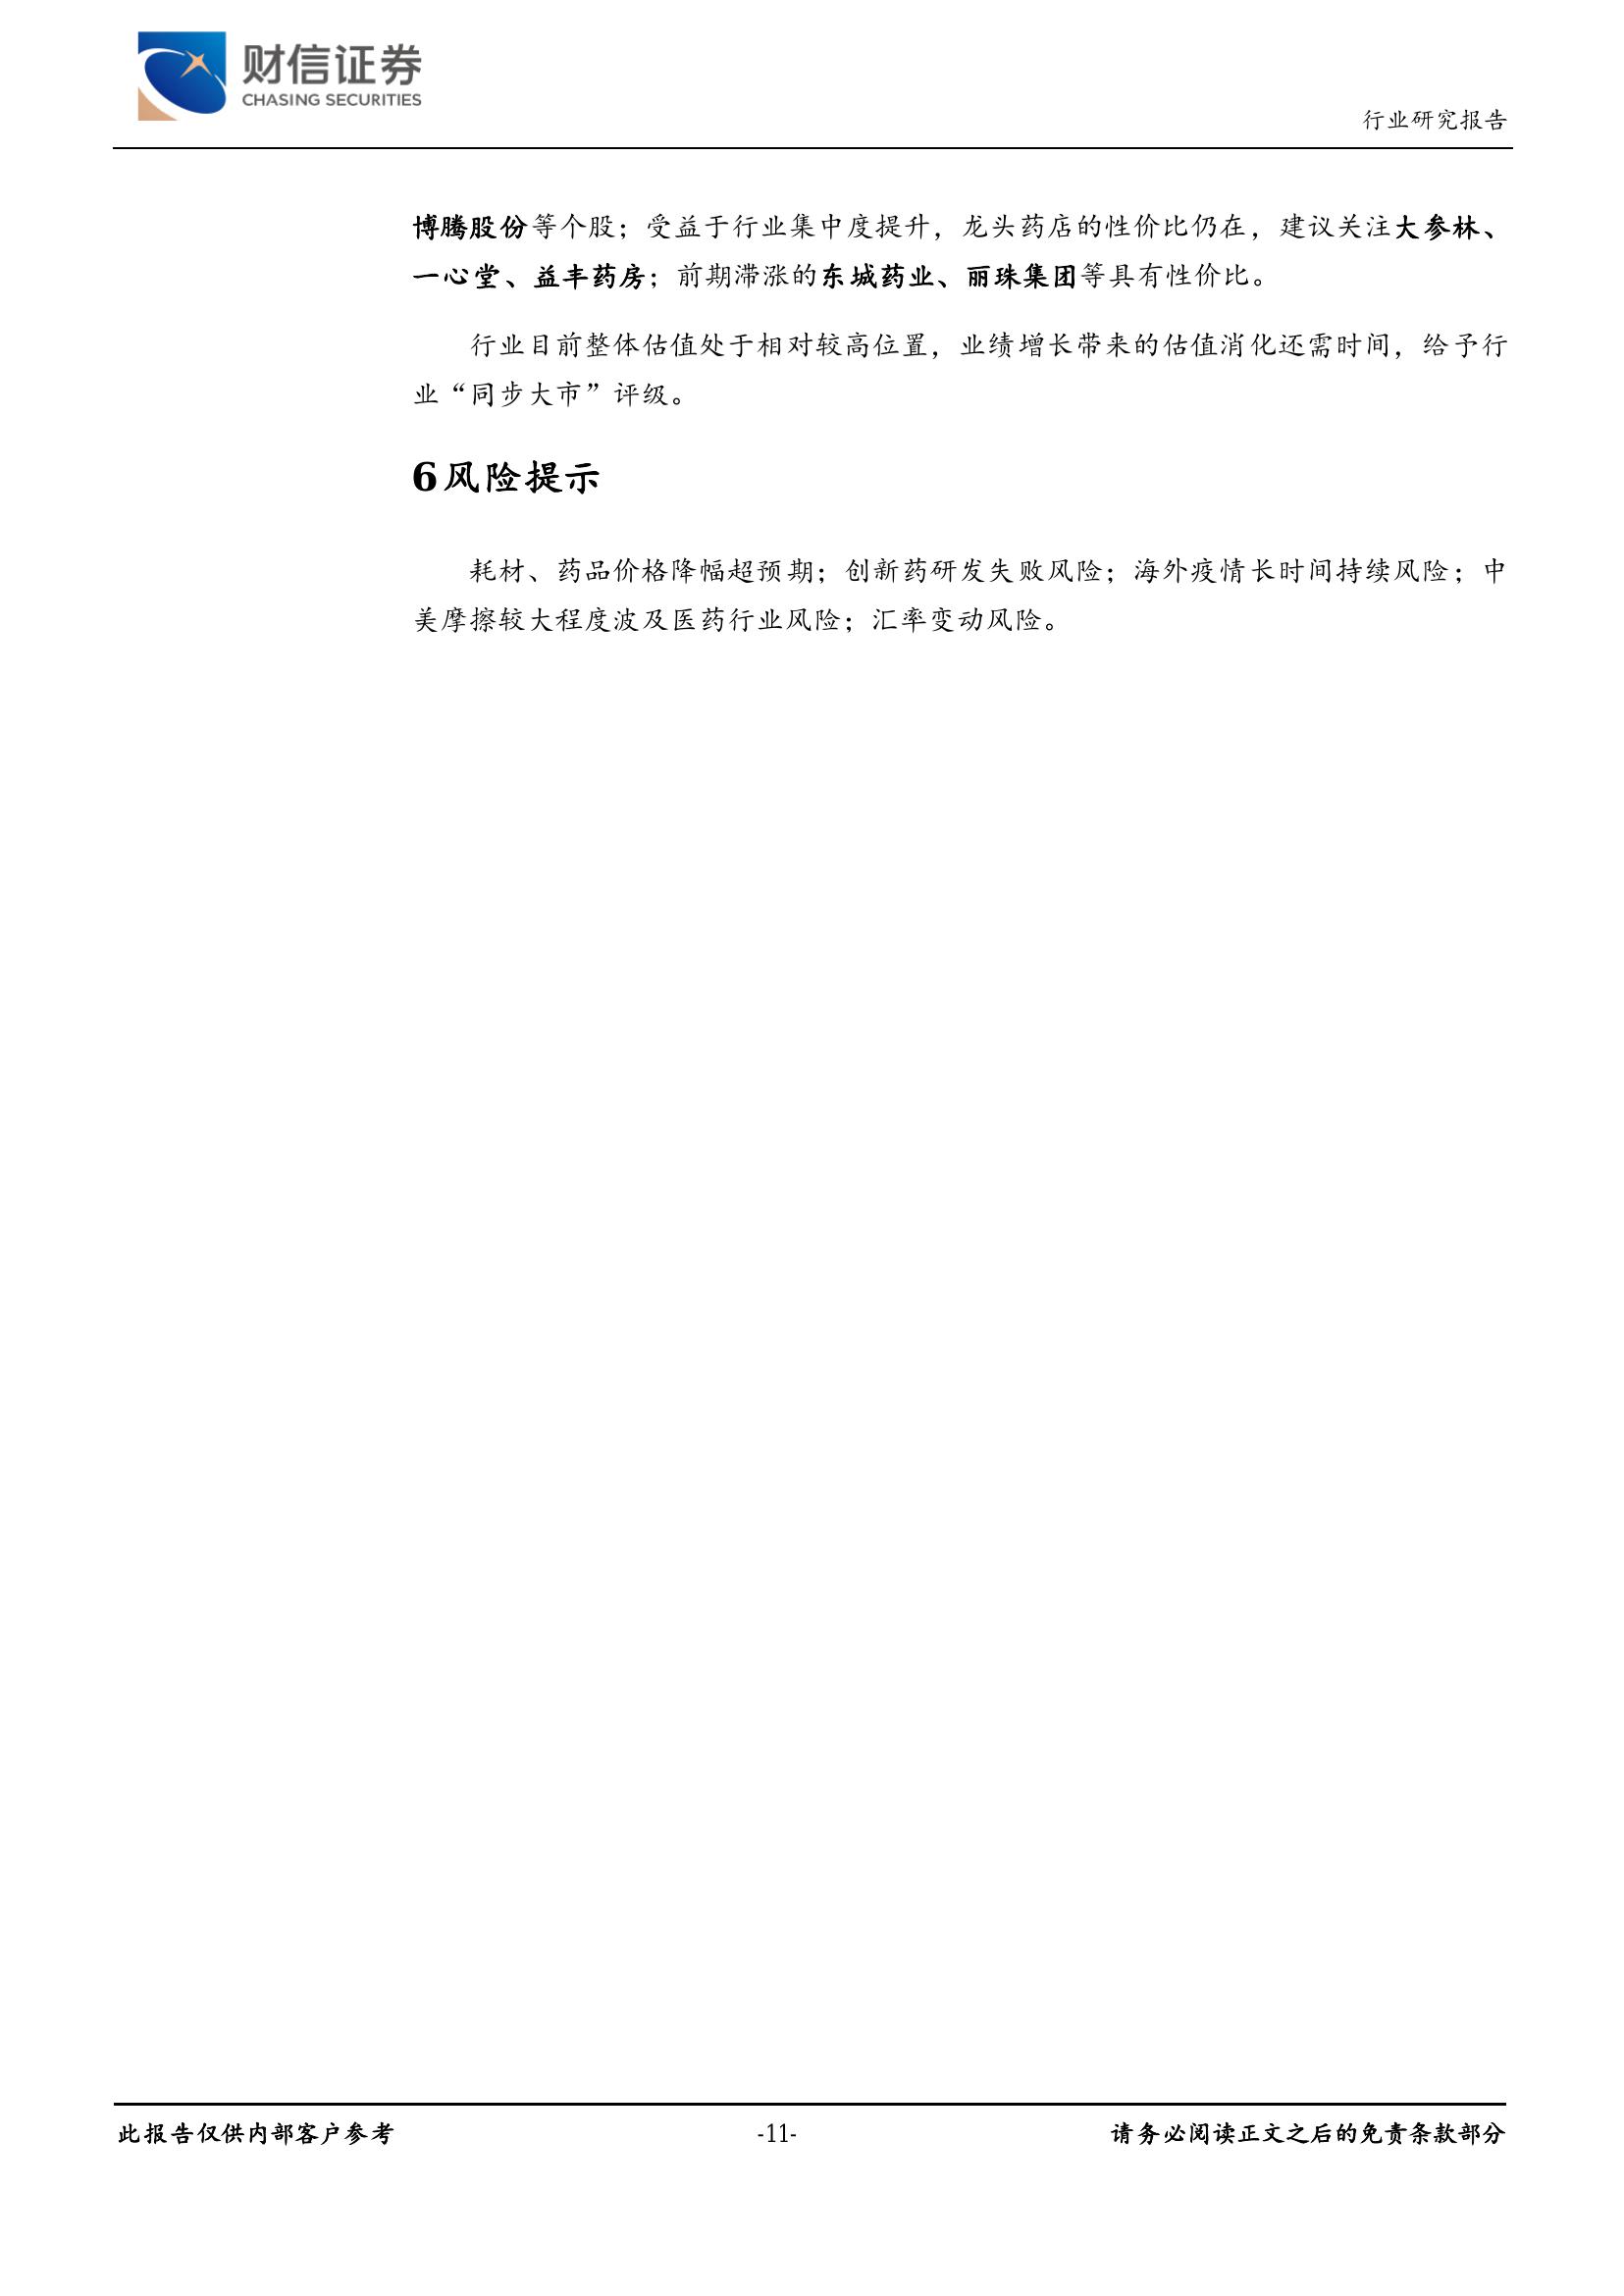 财信证券
CHASING SECURITIES
行业研究报告
博腾股份等个股；受益于行业集中度提升，龙头药店的性价比仍在，建议关注大参林、
一心堂、益丰药房；前期滞涨的东城药业、丽珠集团等具有性价比。
行业目前整体估值处于相对较高位置，业绩增长带来的估值消化还需时间，给予行
业“同步大市”评级。
6风险提示
耗材、药品价格降幅超预期；创新药研发失败风险；海外疫情长时间持续风险；中
美摩擦较大程度波及医药行业风险；汇率变动风险。
此报告仅供内部客户参考
-11-
请务必阅读正文之后的免责条款部分